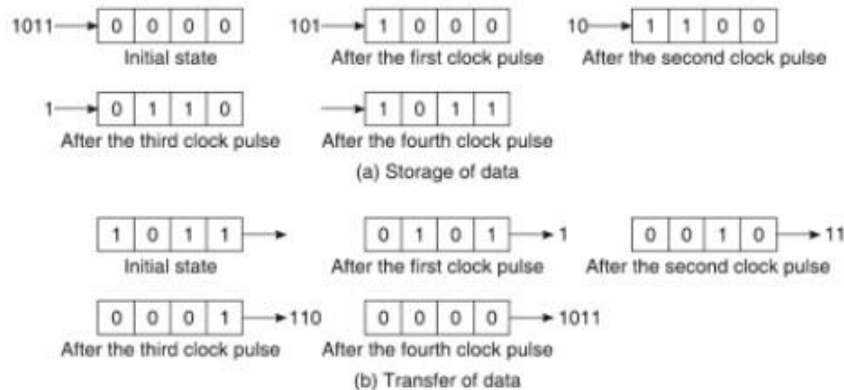 1011 0 0 0 0 101 1 0 0 0 10 1 1 0 0
Initial state After the first clock pulse After the second clock pulse
1 0 1 1 0 1 0 1 1
After the third clock pulse After the fourth clock pulse
(a) Storage of data
1 0 1 1 0 1 0 1 1 0 0 1 0 11
Initial state After the first clock pulse After the second clock pulse
0 0 0 1 110 0 0 0 0 1011
After the third clock pulse After the fourth clock pulse
(b) Transfer of data